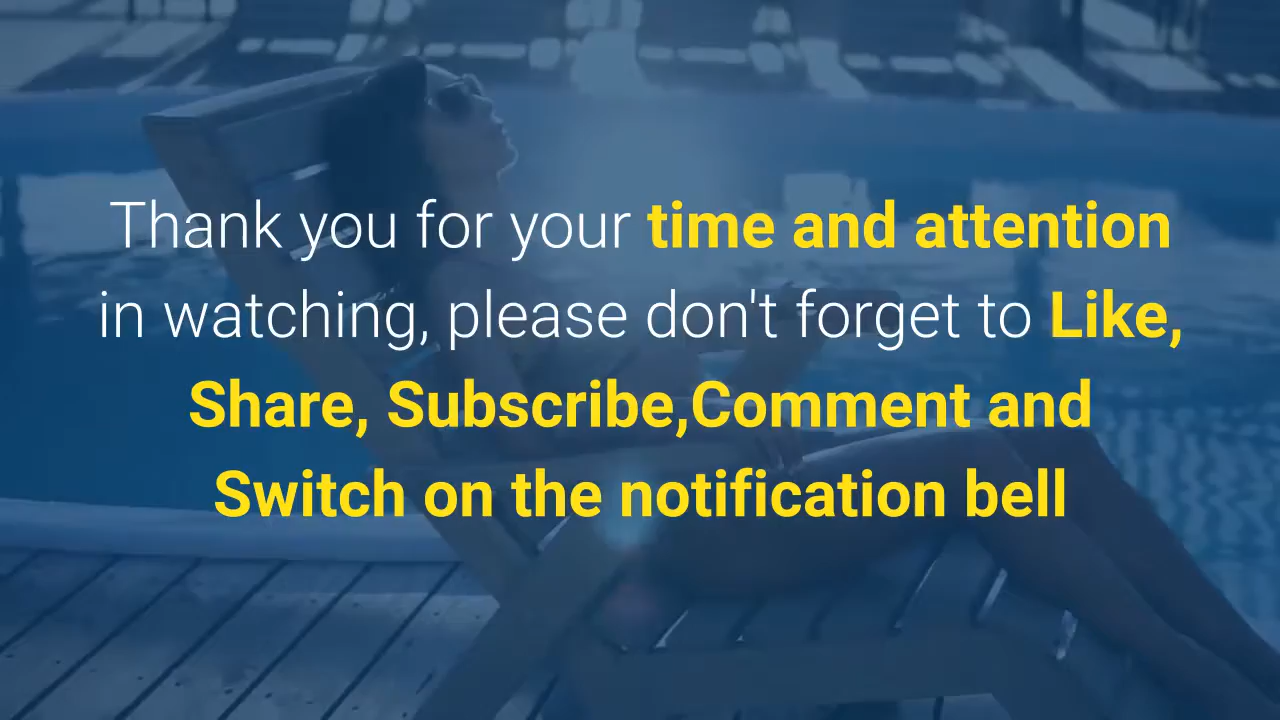 Thank you for your time and attention
in watching, please don't forget to Like,
Share, Subscribe,Comment and
Switch on the notification bell